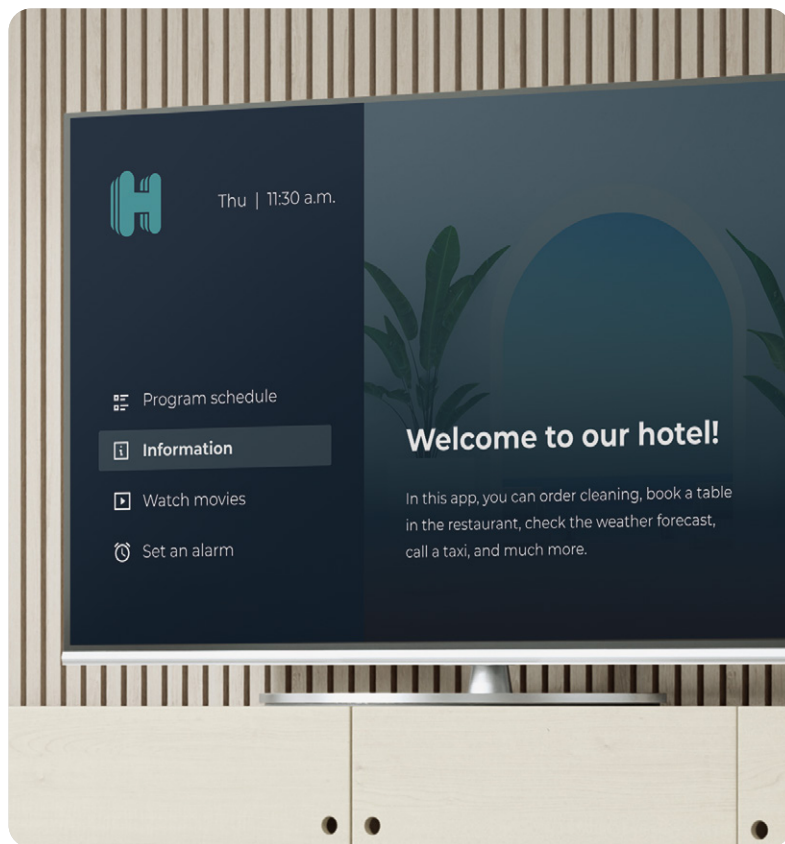 H
Thu | 11:30 a.m.
Program schedule
Information
Watch movies
Set an alarm
Welcome to our hotel!
In this app, you can order cleaning, book a table
in the restaurant, check the weather forecast,
call a taxi, and much more.